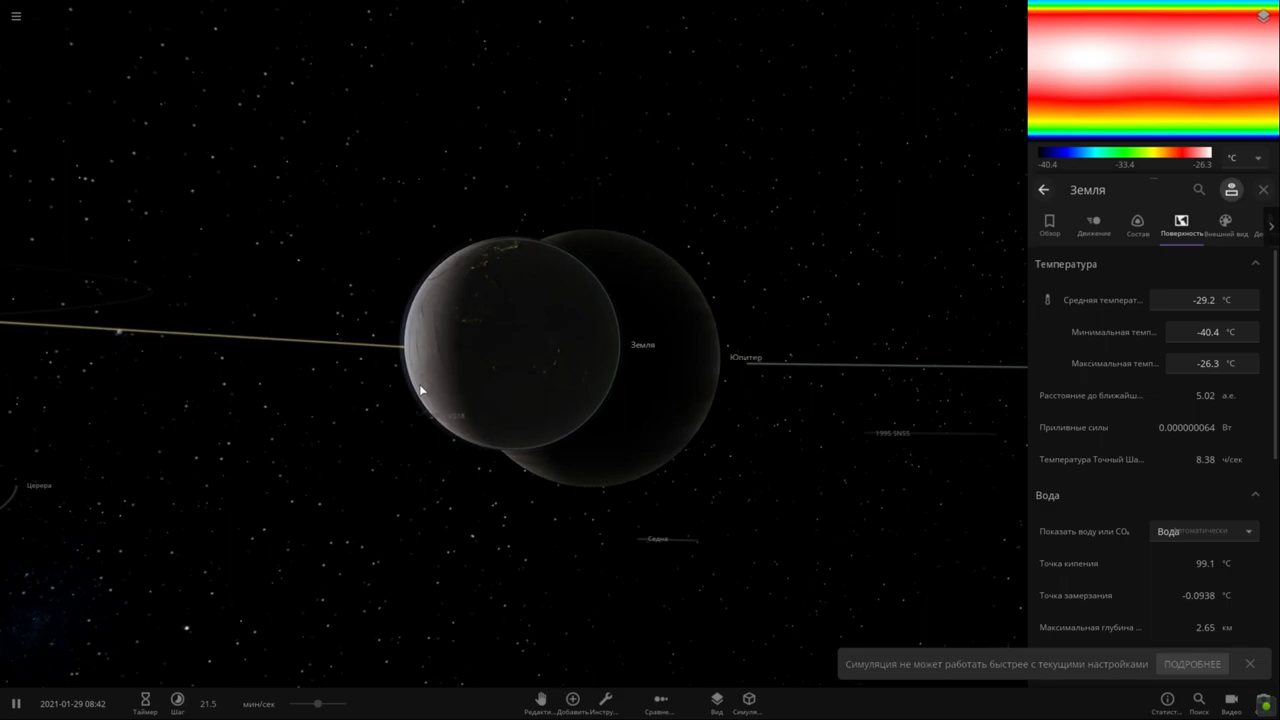 -40.4 -33.4 -26.3 °C
Земля
Обзор Движение Состав Поверхность Внешний вид
Температура
Средняя температ... -29.2 °C
Минимальная темп... -40.4 °C
Максимальная темп... -26.3 °C
Расстояние до ближайш... 5.02 а.е.
Приливные силы 0.000000064 Вт
Температура Точный Ша... 8.38 ч/сек
Вода
Показать воду или CO₂ Вода Автоматически
Точка кипения 99.1 °C
Точка замерзания -0.0938 °C
Максимальная глубина ... 2.65 км
Земля
Юпитер
1995 SN55
Церера
Седна
Симуляция не может работать быстрее с текущими настройками ПОДРОБНЕЕ
2021-01-29 08:42 Таймер Шаг 21.5 мин/сек Редакти... Добавить Инстру... Сравне... Вид Симуля... Статист... Поиск Видео